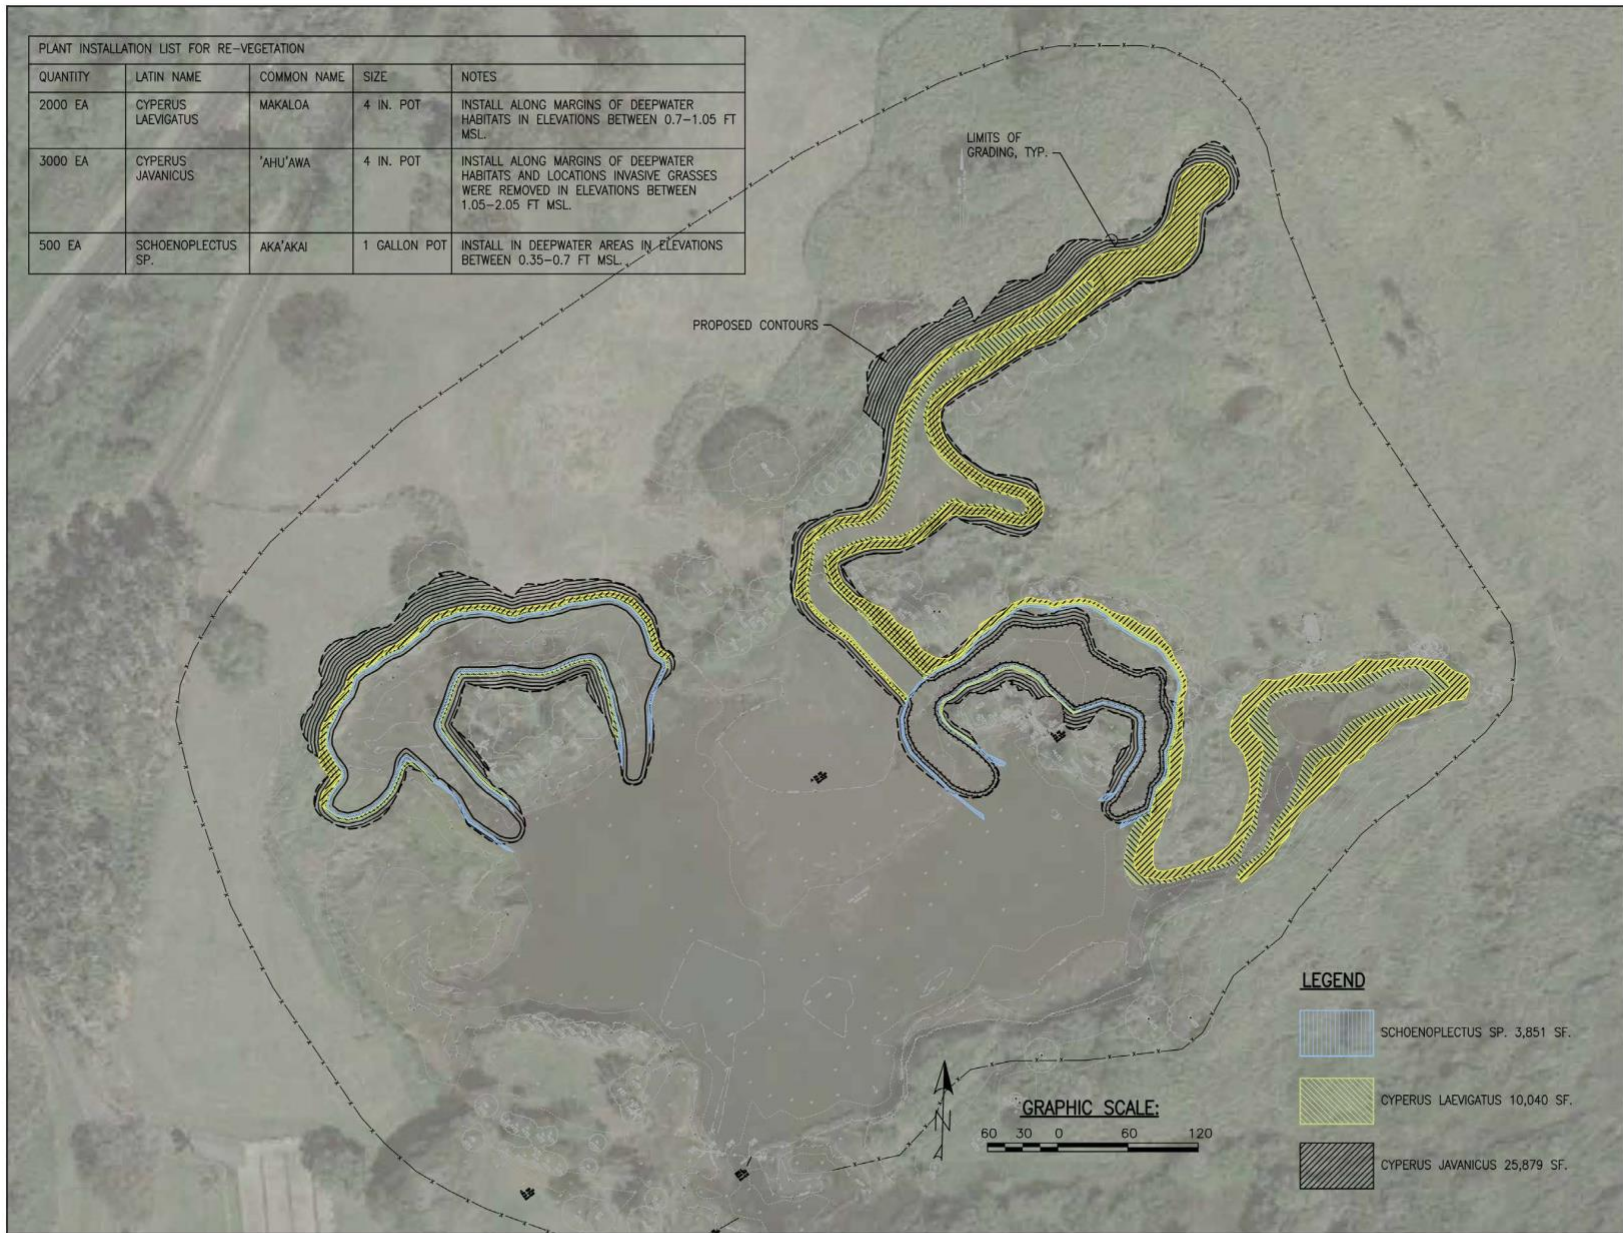 PLANT INSTALLATION LIST FOR RE-VEGETATION
QUANTITY LATIN NAME COMMON NAME SIZE NOTES
2000 EA CYPERUS LAEVIGATUS MAKALOA 4 IN. POT INSTALL ALONG MARGINS OF DEEPWATER
HABITATS IN ELEVATIONS BETWEEN 0.7-1.05 FT
MSL.
3000 EA CYPERUS JAVANICUS 'AHU'AWA 4 IN. POT INSTALL ALONG MARGINS OF DEEPWATER
HABITATS AND LOCATIONS INVASIVE GRASSES
WERE REMOVED IN ELEVATIONS BETWEEN
1.05-2.05 FT MSL.
500 EA SCHOENOPLECTUS SP. AKA'AKAI 1 GALLON POT INSTALL IN DEEPWATER AREAS IN ELEVATIONS
BETWEEN 0.35-0.7 FT MSL.
LIMITS OF
GRADING, TYP.
PROPOSED CONTOURS
LEGEND
SCHOENOPLECTUS SP. 3,851 SF.
CYPERUS LAEVIGATUS 10,040 SF.
CYPERUS JAVANICUS 25,879 SF.
N
GRAPHIC SCALE:
60 30 0 60 120